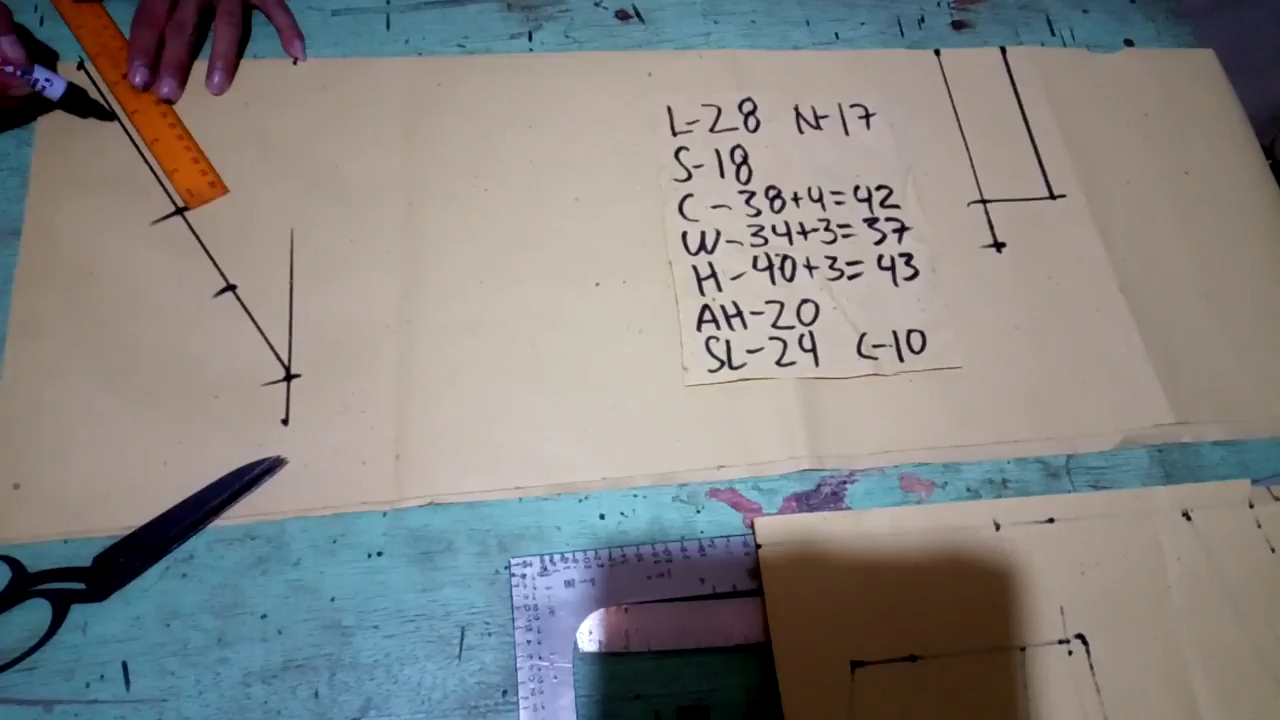 L-28 N-17
S-18
C-38+4=42
W-34+3=37
H-40+3=43
AH-20
SL-24 C-10